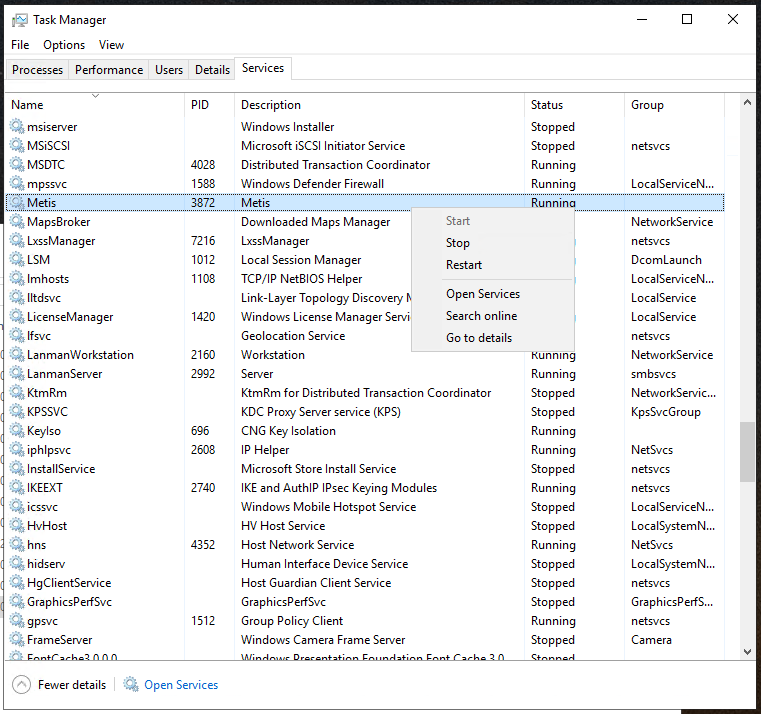 Task Manager
File Options View
Processes Performance Users Details Services
Name PID Description Status Group
msiserver Windows Installer Stopped
MSiSCSI Microsoft iSCSI Initiator Service Stopped netsvcs
MSDTC 4028 Distributed Transaction Coordinator Running
mpssvc 1588 Windows Defender Firewall Running LocalServiceN...
Metis 3872 Metis Running
MapsBroker Downloaded Maps Manager NetworkService
LxssManager 7216 LxssManager netsvcs
LSM 1012 Local Session Manager DcomLaunch
lmhosts 1108 TCP/IP NetBIOS Helper LocalServiceN...
lltdsvc Link-Layer Topology Discovery M LocalService
LicenseManager 1420 Windows License Manager Servi LocalService
lfsvc Geolocation Service netsvcs
LanmanWorkstation 2160 Workstation Running NetworkService
LanmanServer 2992 Server Running smbsvcs
KtmRm KtmRm for Distributed Transaction Coordinator Stopped NetworkServic...
KPSSVC KDC Proxy Server service (KPS) Stopped KpsSvcGroup
KeyIso 696 CNG Key Isolation Running
iphlpsvc 2608 IP Helper Running NetSvcs
InstallService Microsoft Store Install Service Stopped netsvcs
IKEEXT 2740 IKE and AuthIP IPsec Keying Modules Running netsvcs
icssvc Windows Mobile Hotspot Service Stopped LocalServiceN...
HvHost HV Host Service Stopped LocalSystemN...
hns 4352 Host Network Service Running NetSvcs
hidserv Human Interface Device Service Stopped LocalSystemN...
HgClientService Host Guardian Client Service Stopped netsvcs
GraphicsPerfSvc GraphicsPerfSvc Stopped GraphicsPerfS...
gpsvc 1512 Group Policy Client Running netsvcs
FrameServer Windows Camera Frame Server Stopped Camera
FontCache3.0.0.0 Windows Presentation Foundation Font Cache 3.0... Stopped
Start
Stop
Restart
Open Services
Search online
Go to details
Fewer details Open Services